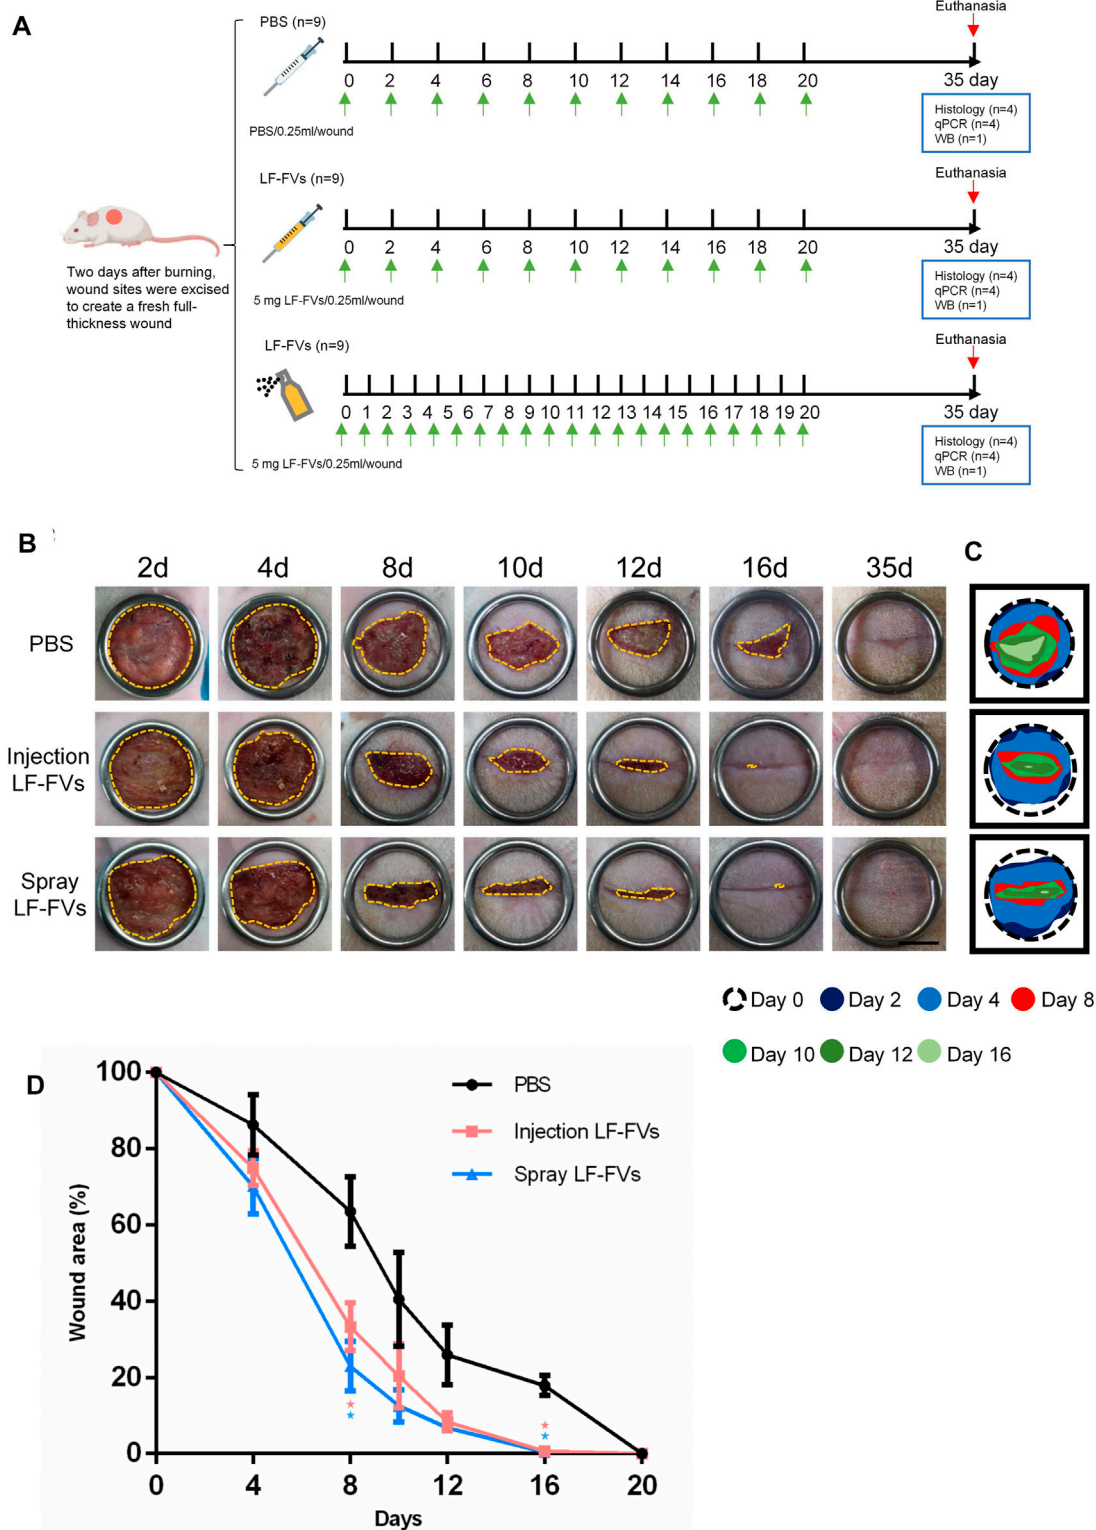 A
PBS (n=9)
Euthanasia
0 2 4 6 8 10 12 14 16 18 20 35 day
PBS/0.25ml/wound
Histology (n=4)
qPCR (n=4)
WB (n=1)
LF-FVs (n=9)
Euthanasia
0 2 4 6 8 10 12 14 16 18 20 35 day
5 mg LF-FVs/0.25ml/wound
Histology (n=4)
qPCR (n=4)
WB (n=1)
Two days after burning,
wound sites were excised
to create a fresh full-
thickness wound
LF-FVs (n=9)
Euthanasia
0 1 2 3 4 5 6 7 8 9 10 11 12 13 14 15 16 17 18 19 20 35 day
5 mg LF-FVs/0.25ml/wound
Histology (n=4)
qPCR (n=4)
WB (n=1)
B
2d 4d 8d 10d 12d 16d 35d
PBS
Injection
LF-FVs
Spray
LF-FVs
C
Day 0 Day 2 Day 4 Day 8
Day 10 Day 12 Day 16
D
PBS
Injection LF-FVs
Spray LF-FVs
Wound area (%)
100
80
60
40
20
0
0 4 8 12 16 20
Days